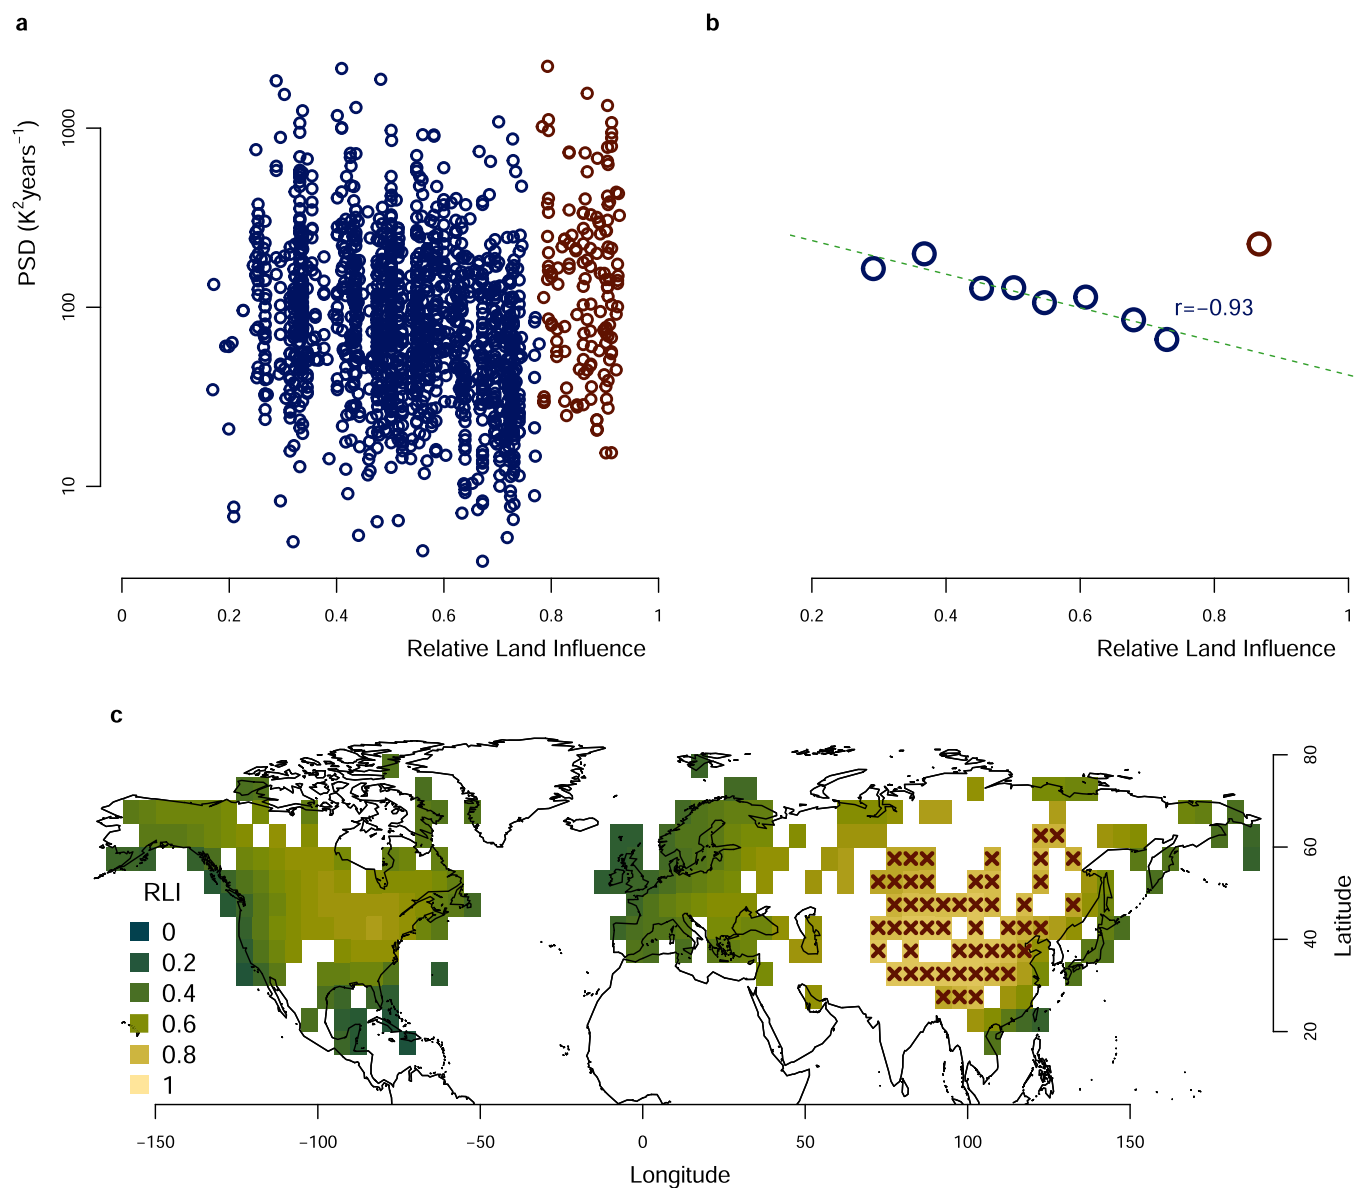 a
b
PSD (K²years⁻¹)
1000
100
10
0 0.2 0.4 0.6 0.8 1
Relative Land Influence
r=−0.93
0.2 0.4 0.6 0.8 1
Relative Land Influence
c
RLI
0
0.2
0.4
0.6
0.8
1
80
60
40
20
Latitude
−150 −100 −50 0 50 100 150
Longitude